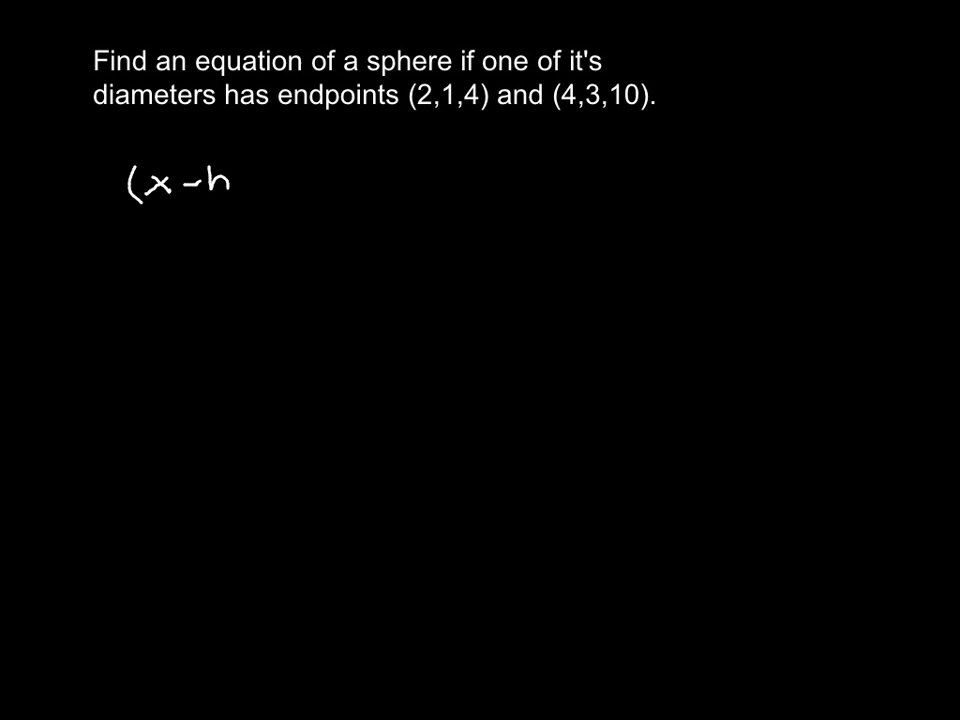 Find an equation of a sphere if one of it's
diameters has endpoints (2,1,4) and (4,3,10).
(x-h